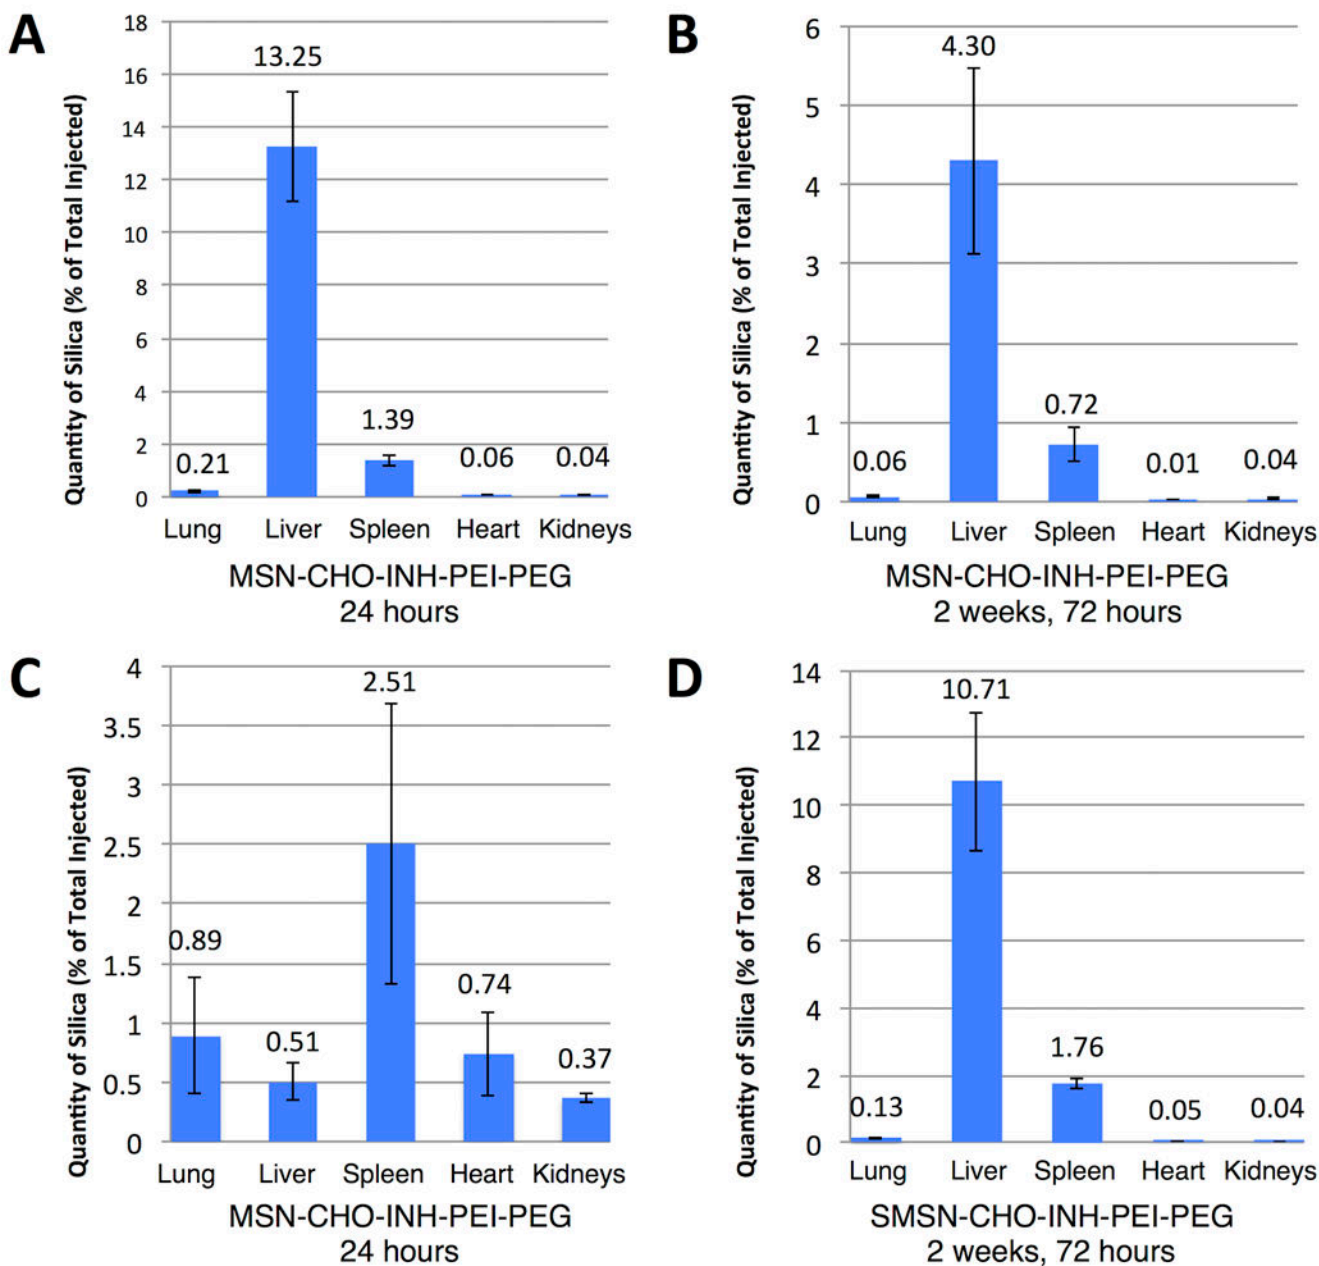 A
Quantity of Silica (% of Total Injected)
18
16
14
12
10
8
6
4
2
0
0.21
13.25
1.39
0.06
0.04
Lung Liver Spleen Heart Kidneys
MSN-CHO-INH-PEI-PEG
24 hours
B
Quantity of Silica (% of Total Injected)
6
5
4
3
2
1
0
0.06
4.30
0.72
0.01
0.04
Lung Liver Spleen Heart Kidneys
MSN-CHO-INH-PEI-PEG
2 weeks, 72 hours
C
Quantity of Silica (% of Total Injected)
4
3.5
3
2.5
2
1.5
1
0.5
0
0.89
0.51
2.51
0.74
0.37
Lung Liver Spleen Heart Kidneys
MSN-CHO-INH-PEI-PEG
24 hours
D
Quantity of Silica (% of Total Injected)
14
12
10
8
6
4
2
0
0.13
10.71
1.76
0.05
0.04
Lung Liver Spleen Heart Kidneys
SMSN-CHO-INH-PEI-PEG
2 weeks, 72 hours